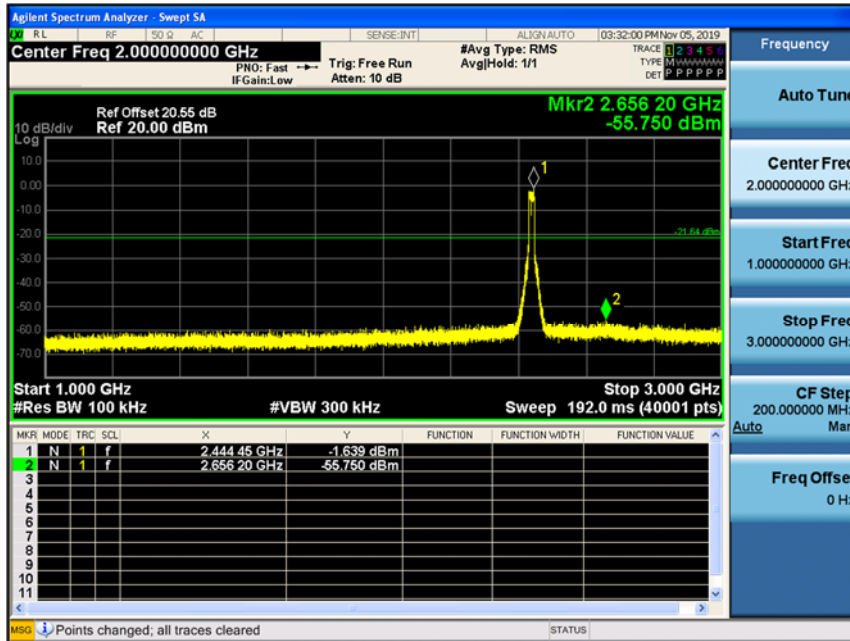 Agilent Spectrum Analyzer - Swept SA
RL RF 50 Ω AC SENSE:INT ALIGN AUTO 03:32:00 PM Nov 05, 2019
Center Freq 2.000000000 GHz
PNO: Fast
IFGain:Low
Trig: Free Run
Atten: 10 dB
#Avg Type: RMS
Avg|Hold: 1/1
TRACE 1 2 3 4 5 6
TYPE M
DET P P P P P P
Ref Offset 20.55 dB
Ref 20.00 dBm
10 dB/div
Log
Mkr2 2.656 20 GHz
-55.750 dBm
10.0
0.00
-10.0
-20.0
-30.0
-40.0
-50.0
-60.0
-70.0
1
-21.64 dBm
2
Start 1.000 GHz
Stop 3.000 GHz
#Res BW 100 kHz
#VBW 300 kHz
Sweep 192.0 ms (40001 pts)
MKR MODE TRC SCL X Y FUNCTION FUNCTION WIDTH FUNCTION VALUE
1 N 1 f 2.444 45 GHz -1.639 dBm
2 N 1 f 2.656 20 GHz -55.750 dBm
3
4
5
6
7
8
9
10
11
MSG Points changed; all traces cleared
STATUS
Frequency
Auto Tune
Center Freq
2.000000000 GHz
Start Freq
1.000000000 GHz
Stop Freq
3.000000000 GHz
CF Step
200.000000 MHz
Auto Man
Freq Offset
0 Hz